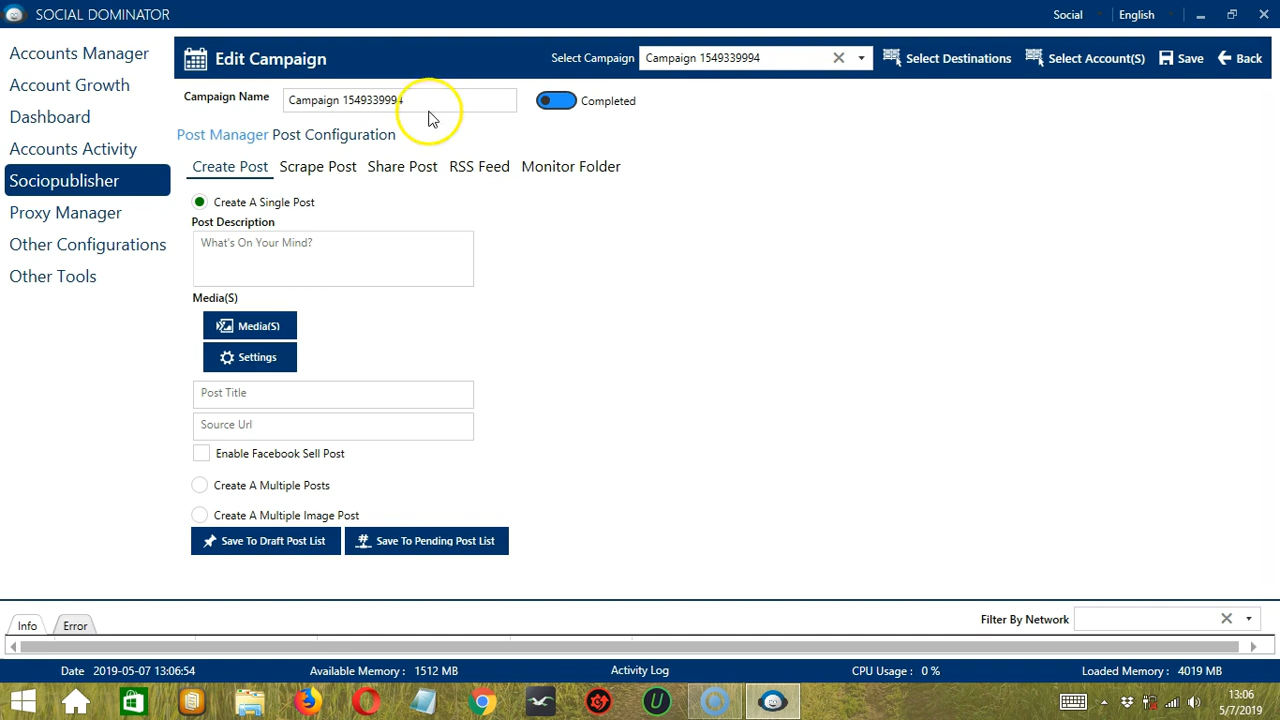 SOCIAL DOMINATOR
Social
English
Accounts Manager
Account Growth
Dashboard
Accounts Activity
Sociopublisher
Proxy Manager
Other Configurations
Other Tools
Edit Campaign
Select Campaign
Campaign 1549339994
Select Destinations
Select Account(S)
Save
Back
Campaign Name
Campaign 1549339994
Completed
Post Manager Post Configuration
Create Post Scrape Post Share Post RSS Feed Monitor Folder
Create A Single Post
Post Description
What's On Your Mind?
Media(S)
Media(S)
Settings
Post Title
Source Url
Enable Facebook Sell Post
Create A Multiple Posts
Create A Multiple Image Post
Save To Draft Post List
Save To Pending Post List
Info
Error
Filter By Network
Date 2019-05-07 13:06:54
Available Memory : 1512 MB
Activity Log
CPU Usage : 0 %
Loaded Memory : 4019 MB
13:06
5/7/2019